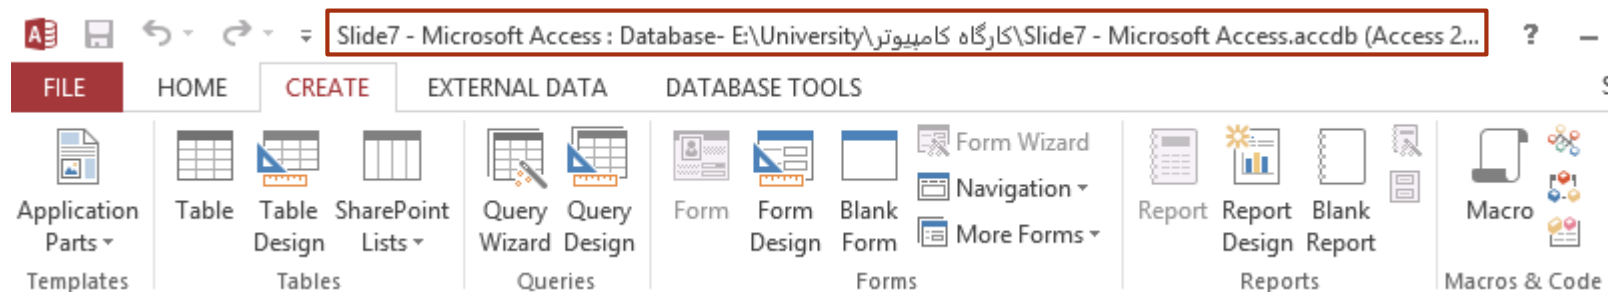 Slide7 - Microsoft Access : Database- E:\University\کارگاه کامپیوتر\Slide7 - Microsoft Access.accdb (Access 2... ?
FILE HOME CREATE EXTERNAL DATA DATABASE TOOLS
Application Parts
Table
Table Design
SharePoint Lists
Query Wizard
Query Design
Form
Form Design
Blank Form
Form Wizard
Navigation
More Forms
Report
Report Design
Blank Report
Macro
Templates Tables Queries Forms Reports Macros & Code